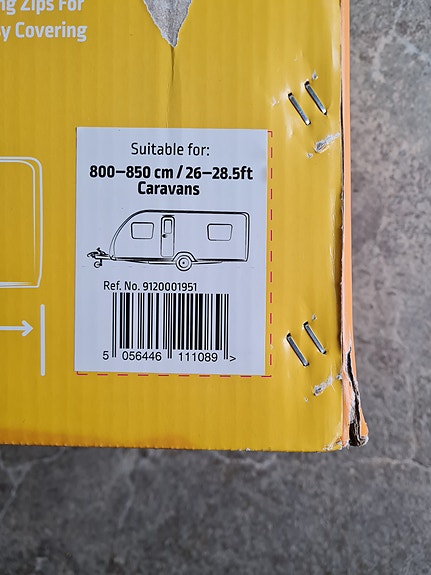 ng Zips For
y Covering
Suitable for:
800–850 cm / 26–28.5ft
Caravans
Ref. No. 9120001951
5 056446 111089 >